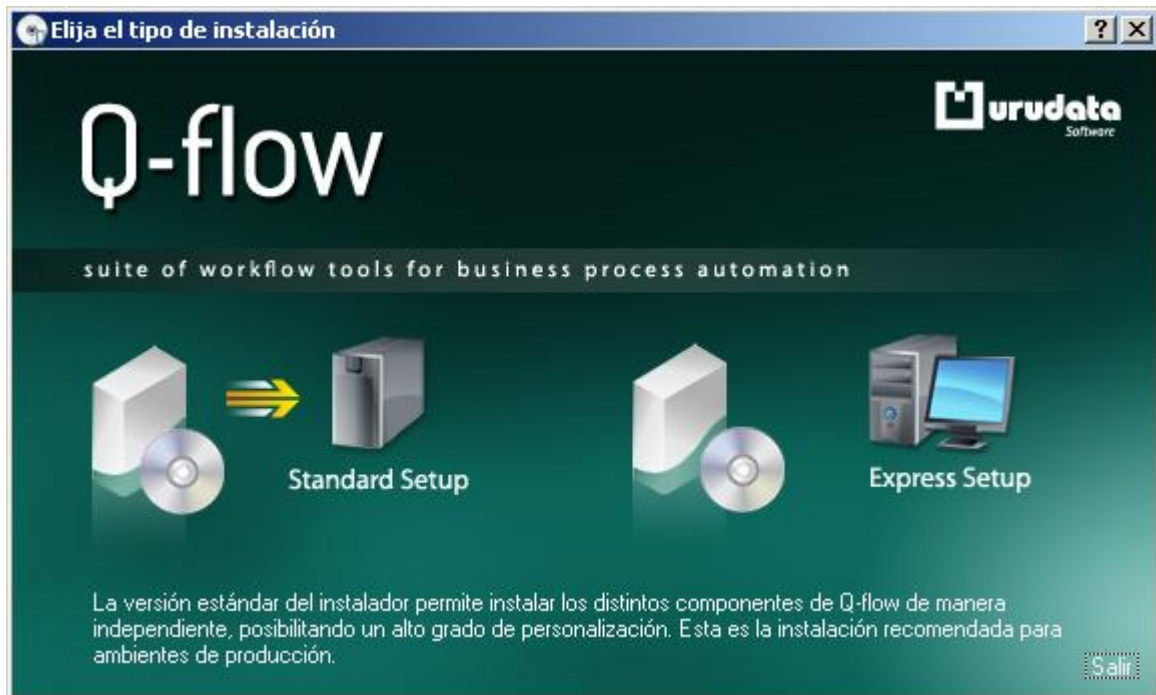 Elija el tipo de instalación
urudata
Software
Q-flow
suite of workflow tools for business process automation
Standard Setup
Express Setup
La versión estándar del instalador permite instalar los distintos componentes de Q-flow de manera
independiente, posibilitando un alto grado de personalización. Esta es la instalación recomendada para
ambientes de producción.
Salir